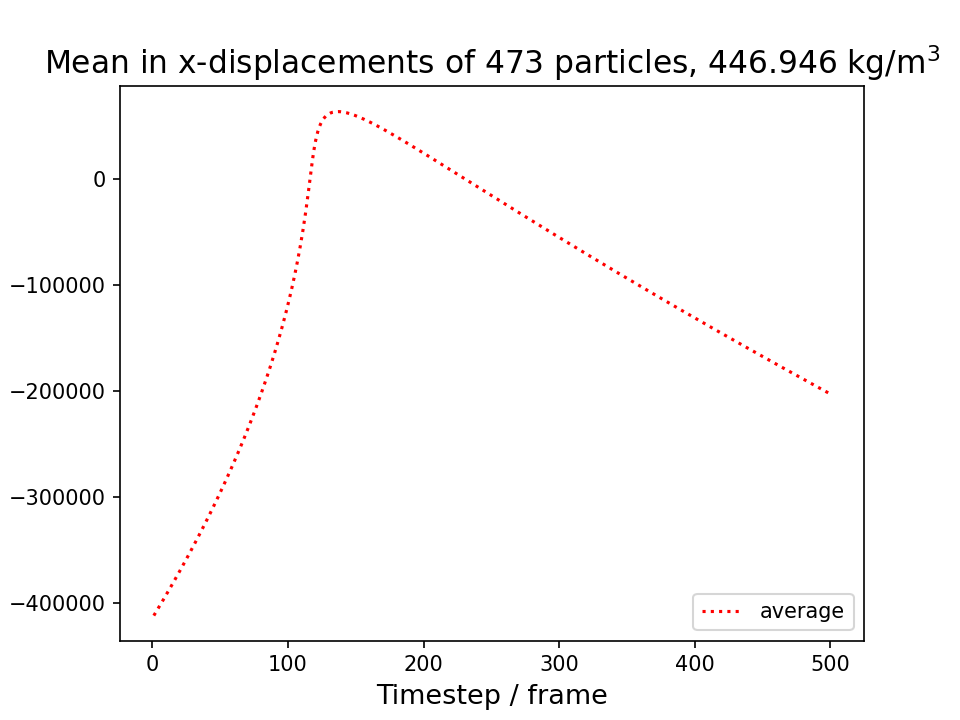 Mean in x-displacements of 473 particles, 446.946 kg/m³
0
−100000
−200000
−300000
−400000
average
0 100 200 300 400 500
Timestep / frame